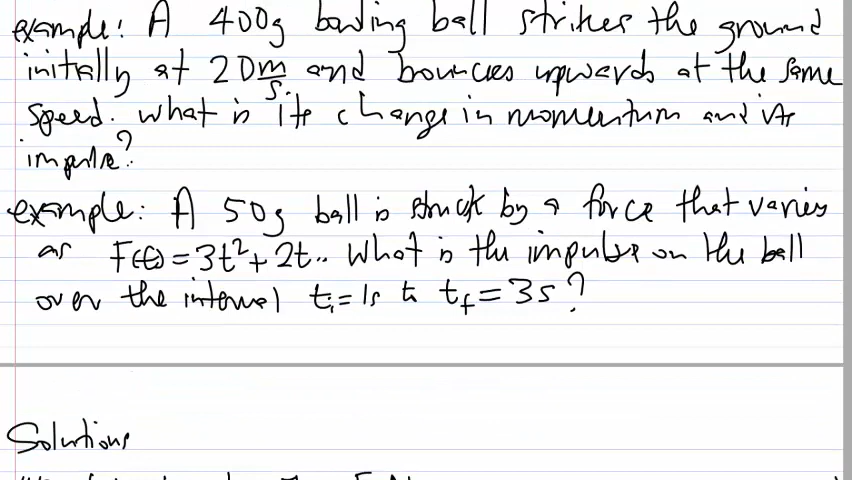 example: A 400g bowling ball strikes the ground
initially at 20 m/s and bounces upwards at the same
speed. What is its change in momentum and its
impulse?
example: A 50g ball is struck by a force that varies
as F(t) = 3t² + 2t.. What is the impulse on the ball
over the interval tᵢ = 1s to t_f = 3s?
Solutions